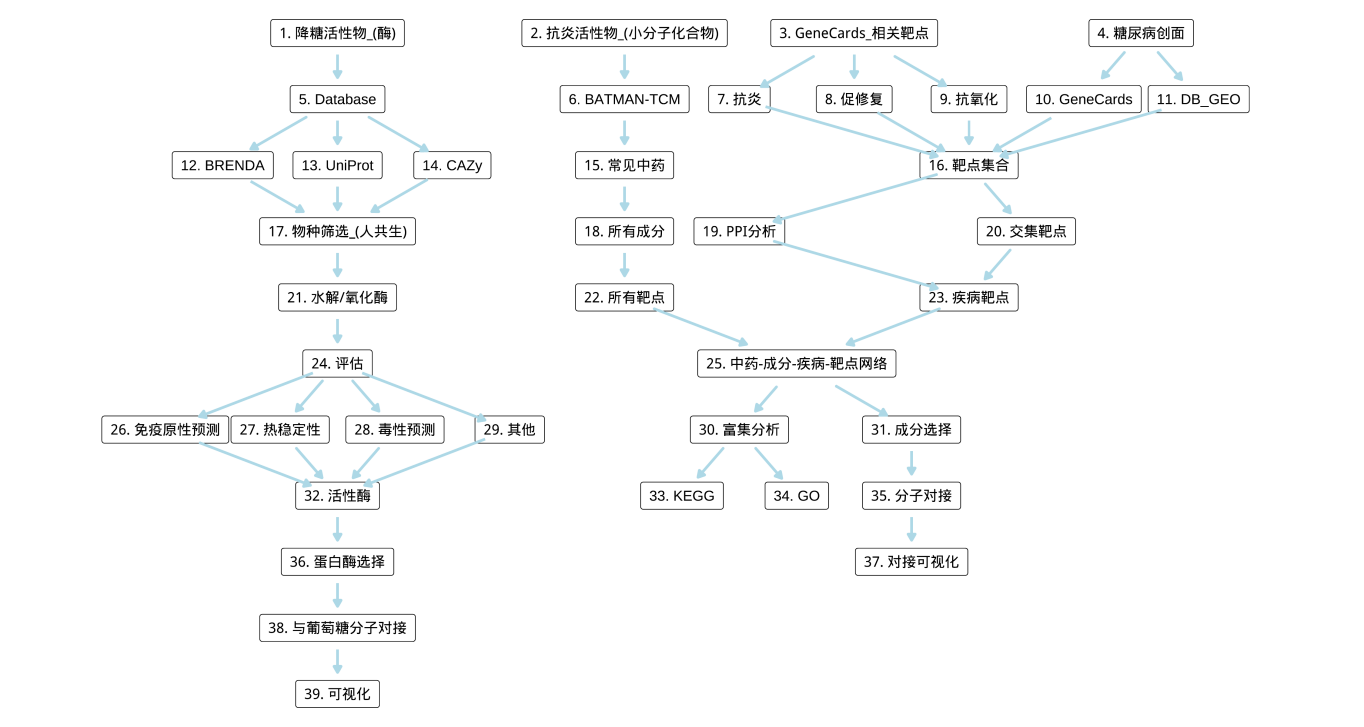 1. 降糖活性物_(酶)
2. 抗炎活性物_(小分子化合物)
3. GeneCards_相关靶点
4. 糖尿病创面
5. Database
6. BATMAN-TCM
7. 抗炎
8. 促修复
9. 抗氧化
10. GeneCards
11. DB_GEO
12. BRENDA
13. UniProt
14. CAZy
15. 常见中药
16. 靶点集合
17. 物种筛选_(人共生)
18. 所有成分
19. PPI分析
20. 交集靶点
21. 水解/氧化酶
22. 所有靶点
23. 疾病靶点
24. 评估
25. 中药-成分-疾病-靶点网络
26. 免疫原性预测
27. 热稳定性
28. 毒性预测
29. 其他
30. 富集分析
31. 成分选择
32. 活性酶
33. KEGG
34. GO
35. 分子对接
36. 蛋白酶选择
37. 对接可视化
38. 与葡萄糖分子对接
39. 可视化